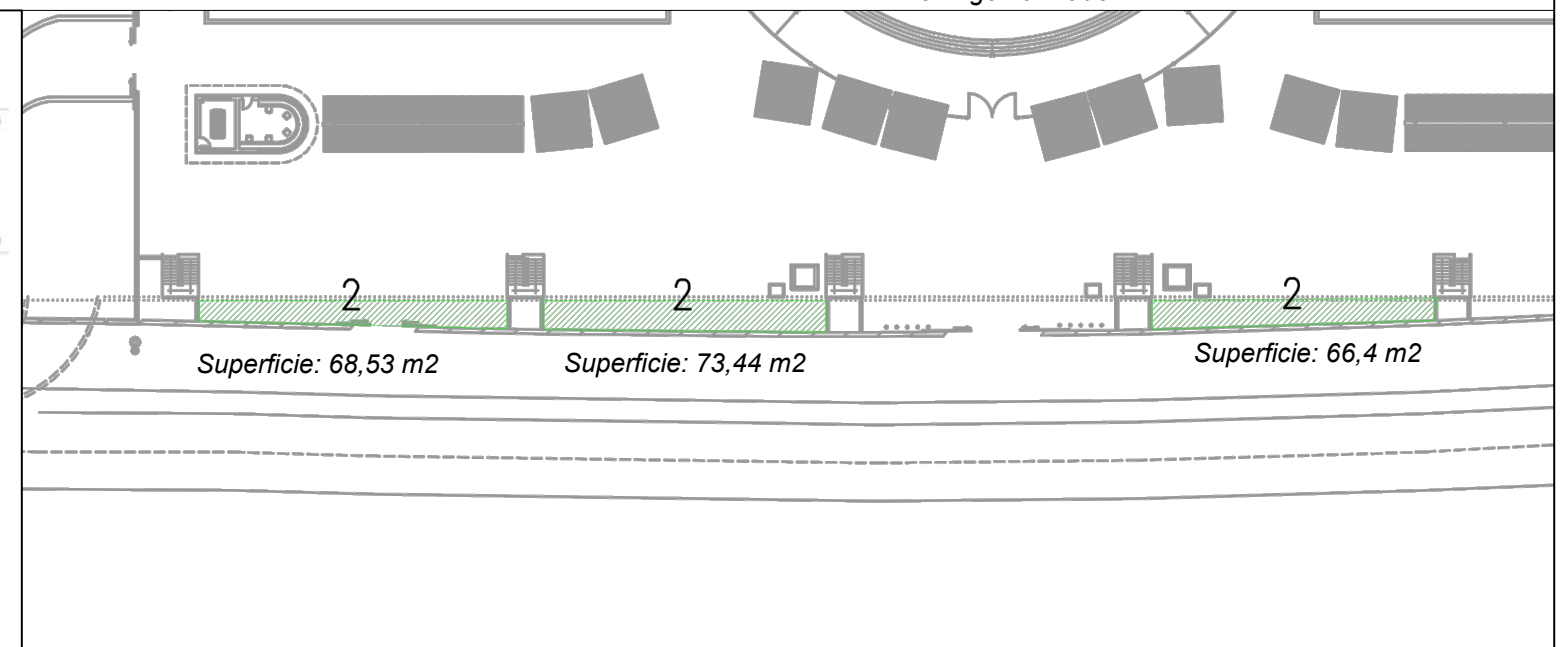 2
2
2
Superficie: 68,53 m2
Superficie: 73,44 m2
Superficie: 66,4 m2